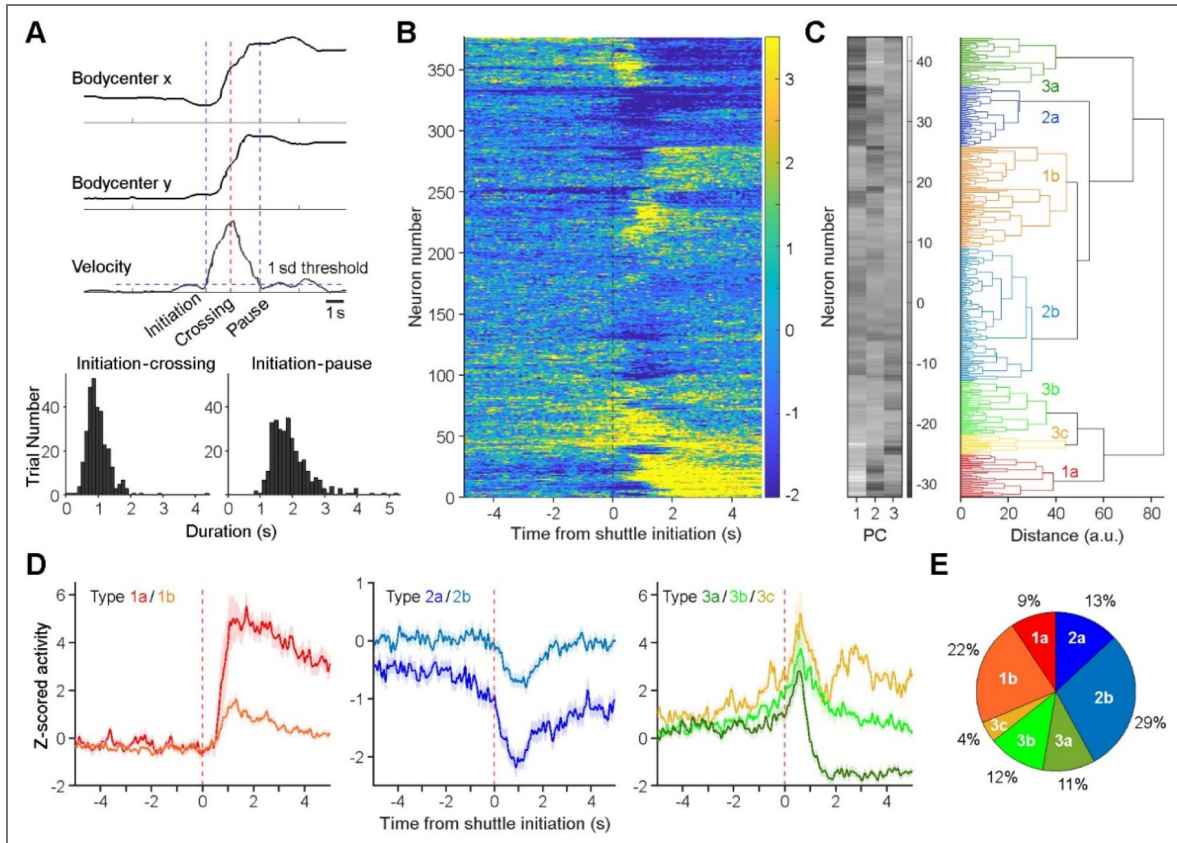 A
Bodycenter x
Bodycenter y
Velocity
1 sd threshold
Initiation
Crossing
Pause
1s
Initiation-crossing
Initiation-pause
Trial Number
40
20
0
0 1 2 3 4
40
20
0
0 1 2 3 4 5
Duration (s)
B
Neuron number
350
300
250
200
150
100
50
0
-5 0 5
Time from shuttle initiation (s)
3
2
1
0
-1
-2
C
Neuron number
1 2 3
PC
40
30
20
10
0
-10
-20
-30
3a
2a
1b
2b
3b
3c
1a
0 20 40 60 80
Distance (a.u.)
D
Z-scored activity
Type 1a/1b
6
4
2
0
-2
-4 -2 0 2 4
Type 2a/2b
1
0
-1
-2
-4 -2 0 2 4
Time from shuttle initiation (s)
Type 3a/3b/3c
6
4
2
0
-2
-4 -2 0 2 4
E
9%
13%
22%
29%
4%
12%
11%
1a
2a
1b
2b
3c
3b
3a